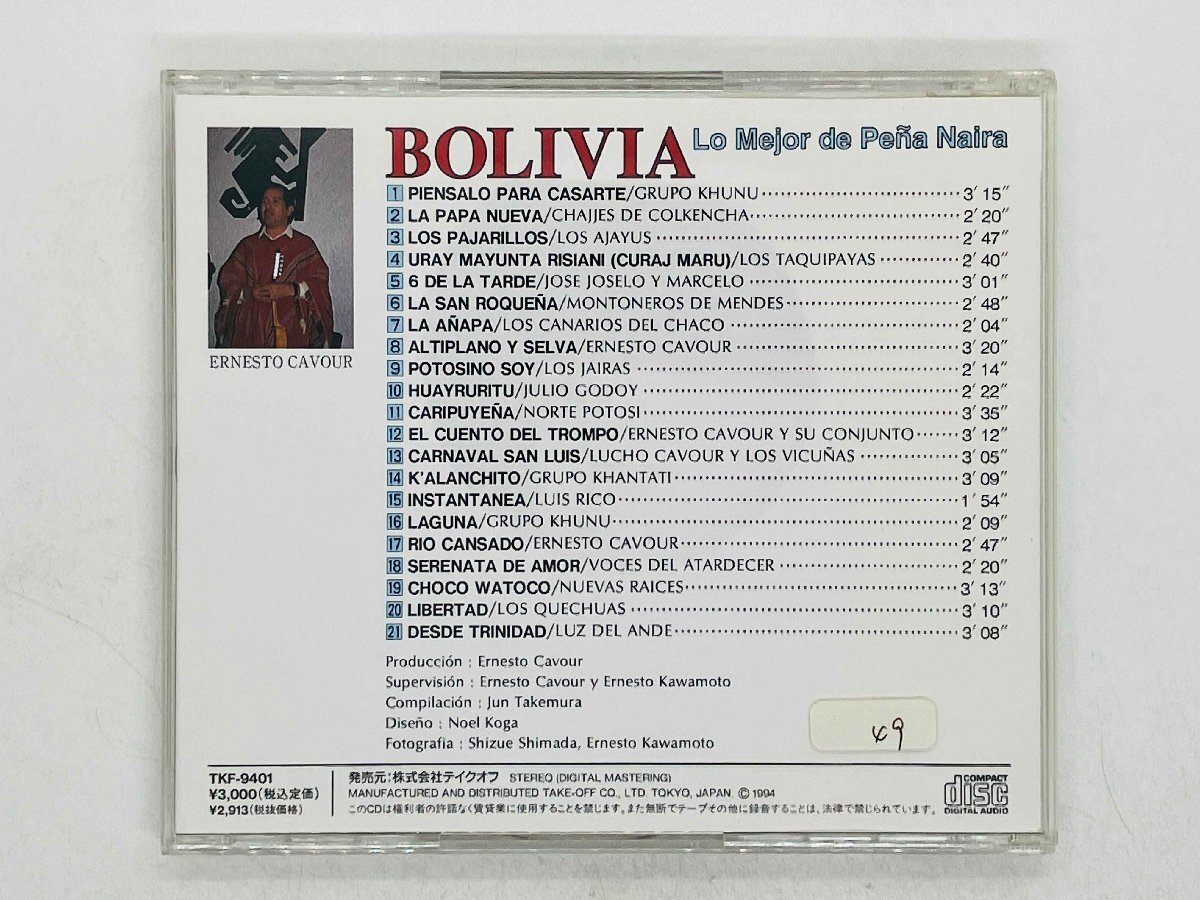 BOLIVIA Lo Mejor de Peña Naira
1 PIENSALO PARA CASARTE/GRUPO KHUNU 3'15"
2 LA PAPA NUEVA/CHAJJES DE COLKENCHA 2'20"
3 LOS PAJARILLOS/LOS AJAYUS 2'47"
4 URAY MAYUNTA RISIANI (CURAJ MARU)/LOS TAQUIPAYAS 2'40"
5 6 DE LA TARDE/JOSE JOSELO Y MARCELO 3'01"
6 LA SAN ROQUEÑA/MONTONEROS DE MENDES 2'48"
7 LA AÑAPA/LOS CANARIOS DEL CHACO 2'04"
8 ALTIPLANO Y SELVA/ERNESTO CAVOUR 3'20"
9 POTOSINO SOY/LOS JAIRAS 2'14"
10 HUAYRURITU/JULIO GODOY 2'22"
11 CARIPUYEÑA/NORTE POTOSI 3'35"
12 EL CUENTO DEL TROMPO/ERNESTO CAVOUR Y SU CONJUNTO 3'12"
13 CARNAVAL SAN LUIS/LUCHO CAVOUR Y LOS VICUÑAS 3'05"
14 K'ALANCHITO/GRUPO KHANTATI 3'09"
15 INSTANTANEA/LUIS RICO 1'54"
16 LAGUNA/GRUPO KHUNU 2'09"
17 RIO CANSADO/ERNESTO CAVOUR 2'47"
18 SERENATA DE AMOR/VOCES DEL ATARDECER 2'20"
19 CHOCO WATOCO/NUEVAS RAICES 3'13"
20 LIBERTAD/LOS QUECHUAS 3'10"
21 DESDE TRINIDAD/LUZ DEL ANDE 3'08"
ERNESTO CAVOUR
Producción : Ernesto Cavour
Supervisión : Ernesto Cavour y Ernesto Kawamoto
Compilación : Jun Takemura
Diseño : Noel Koga
Fotografia : Shizue Shimada, Ernesto Kawamoto
TKF-9401
¥3,000(税込定価)
¥2,913(税抜価格)
発売元:株式会社テイクオフ STEREO (DIGITAL MASTERING)
MANUFACTURED AND DISTRIBUTED TAKE-OFF CO., LTD. TOKYO, JAPAN. © 1994
このCDは権利者の許諾なく賃貸業に使用することを禁じます。また無断でテープその他に録音することは、法律で禁じられています。
COMPACT
disc
DIGITAL AUDIO